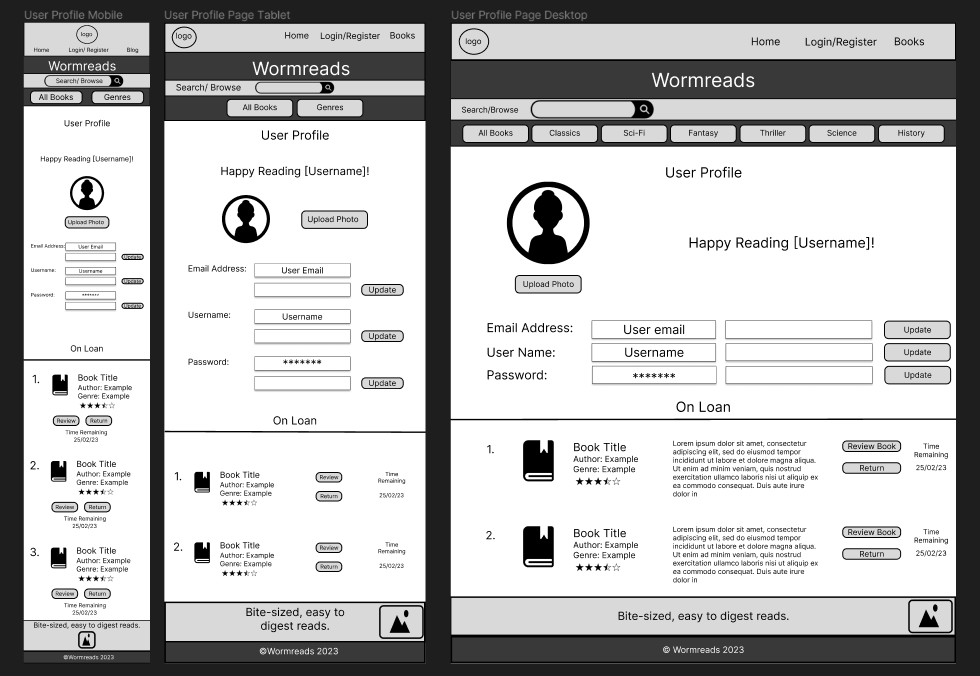 User Profile Mobile
logo
Home Login/ Register Blog
Wormreads
Search/ Browse
All Books Genres
User Profile
Happy Reading [Username]!
Upload Photo
Email Address: User Email
Update
Username: Username
Update
Password: *******
Update
On Loan
1. Book Title
Author: Example
Genre: Example
Review Return
Time Remaining
25/02/23
2. Book Title
Author: Example
Genre: Example
Review Return
Time Remaining
25/02/23
3. Book Title
Author: Example
Genre: Example
Review Return
Time Remaining
25/02/23
Bite-sized, easy to digest reads.
©Wormreads 2023
User Profile Page Tablet
logo
Home Login/Register Books
Wormreads
Search/ Browse
All Books Genres
User Profile
Happy Reading [Username]!
Upload Photo
Email Address: User Email
Update
Username: Username
Update
Password: *******
Update
On Loan
1. Book Title
Author: Example
Genre: Example
Review
Return
Time
Remaining
25/02/23
2. Book Title
Author: Example
Genre: Example
Review
Return
Time
Remaining
25/02/23
Bite-sized, easy to
digest reads.
©Wormreads 2023
User Profile Page Desktop
logo
Home Login/Register Books
Wormreads
Search/Browse
All Books Classics Sci-Fi Fantasy Thriller Science History
User Profile
Happy Reading [Username]!
Upload Photo
Email Address: User email Update
User Name: Username Update
Password: ******* Update
On Loan
1. Book Title
Author: Example
Genre: Example
Lorem ipsum dolor sit amet, consectetur
adipiscing elit, sed do eiusmod tempor
incididunt ut labore et dolore magna aliqua.
Ut enim ad minim veniam, quis nostrud
exercitation ullamco laboris nisi ut aliquip ex
ea commodo consequat. Duis aute irure
dolor in
Review Book
Return
Time
Remaining
25/02/23
2. Book Title
Author: Example
Genre: Example
Lorem ipsum dolor sit amet, consectetur
adipiscing elit, sed do eiusmod tempor
incididunt ut labore et dolore magna aliqua.
Ut enim ad minim veniam, quis nostrud
exercitation ullamco laboris nisi ut aliquip ex
ea commodo consequat. Duis aute irure
dolor in
Review Book
Return
Time
Remaining
25/02/23
Bite-sized, easy to digest reads.
© Wormreads 2023